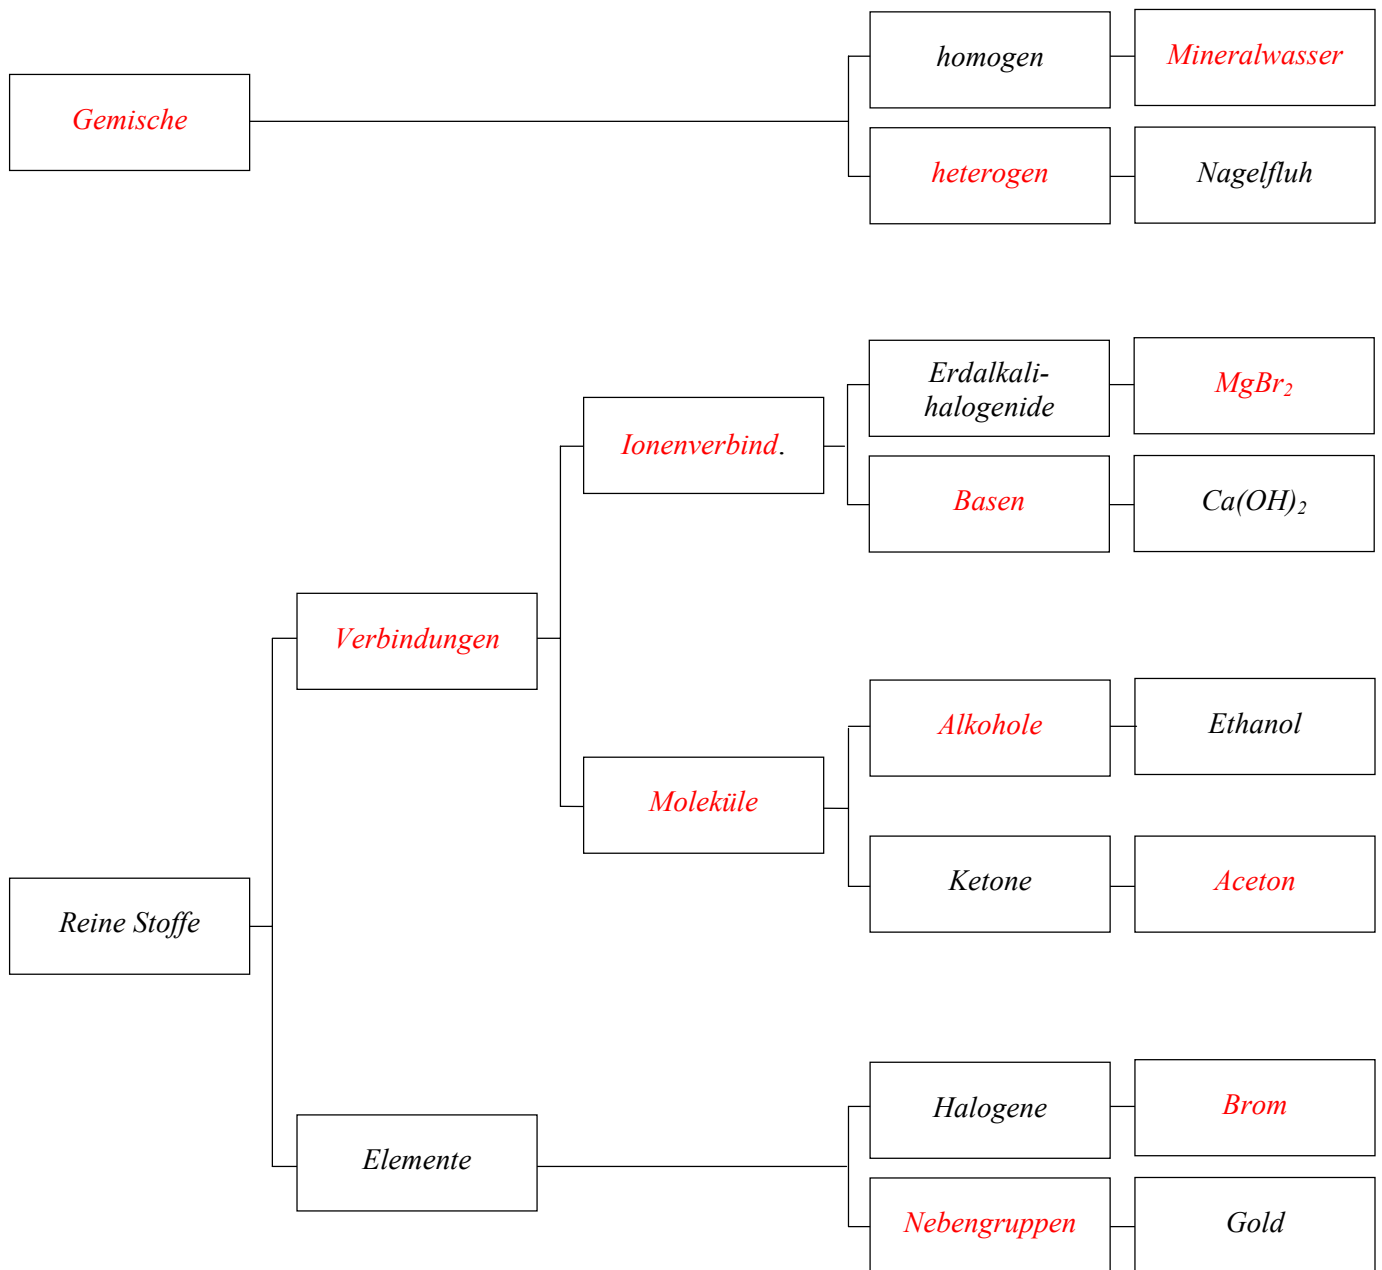 homogen
Mineralwasser
Gemische
heterogen
Nagelfluh
Erdalkali-
halogenide
MgBr₂
Ionenverbind.
Basen
Ca(OH)₂
Verbindungen
Alkohole
Ethanol
Moleküle
Ketone
Aceton
Reine Stoffe
Halogene
Brom
Elemente
Nebengruppen
Gold